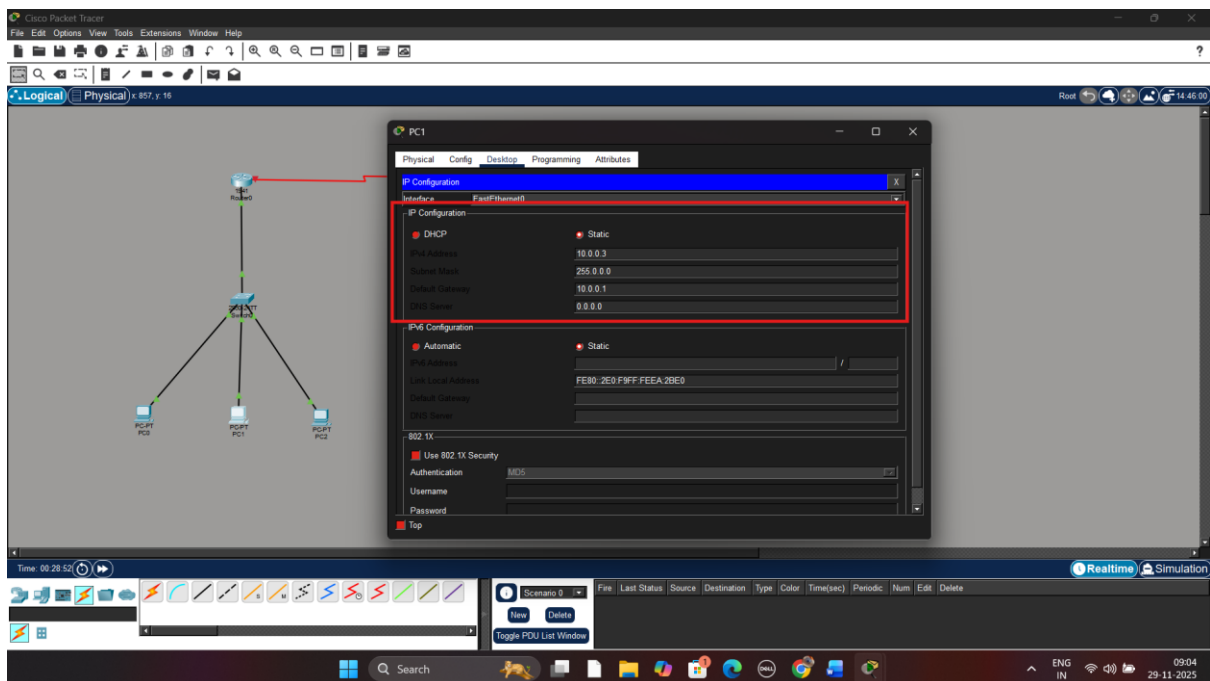 Cisco Packet Tracer
File Edit Options View Tools Extensions Window Help
?
Logical Physical x: 857, y: 16 Root 14:46:00
PC1
Physical Config Desktop Programming Attributes
IP Configuration X
Interface FastEthernet0
IP Configuration
DHCP Static
IPv4 Address 10.0.0.3
Subnet Mask 255.0.0.0
Default Gateway 10.0.0.1
DNS Server 0.0.0.0
IPv6 Configuration
Automatic Static
IPv6 Address /
Link Local Address FE80::2E0:F9FF:FEEA:2BE0
Default Gateway
DNS Server
802.1X
Use 802.1X Security
Authentication MD5
Username
Password
Top
Router0
Switch0
PC-PT
PC0
PC-PT
PC1
PC-PT
PC2
Time: 00:28:52 Realtime Simulation
Scenario 0 Fire Last Status Source Destination Type Color Time(sec) Periodic Num Edit Delete
New Delete
Toggle PDU List Window
Search DELL ENG 09:04
IN 29-11-2025